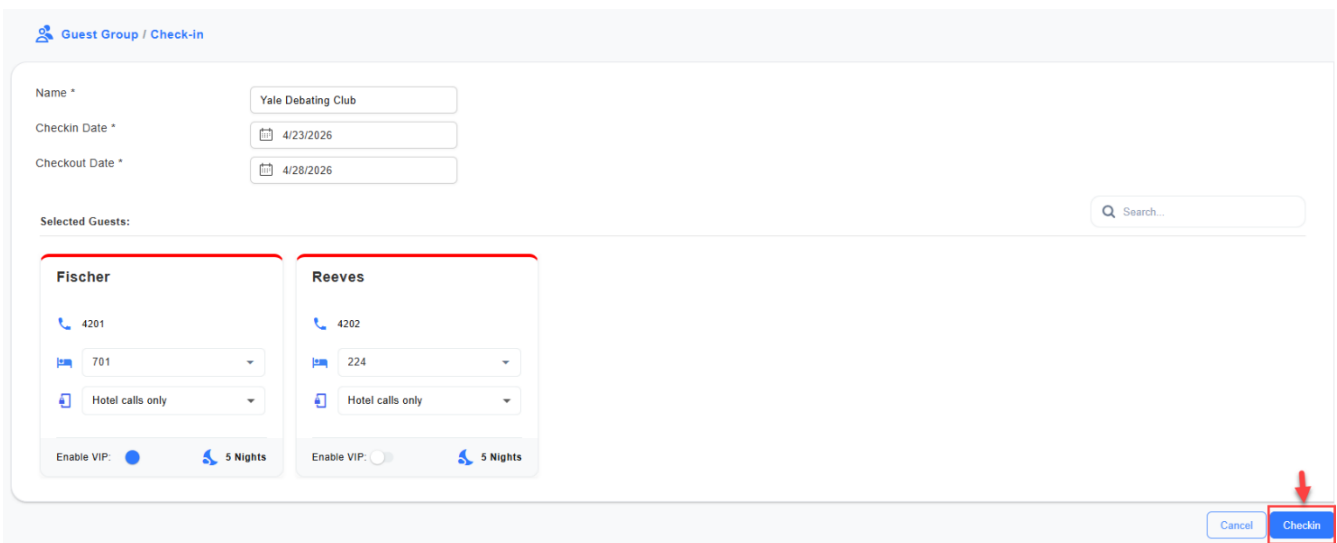 Guest Group / Check-in
Name *
Yale Debating Club
Checkin Date *
4/23/2026
Checkout Date *
4/28/2026
Search...
Selected Guests:
Fischer
4201
701
Hotel calls only
Enable VIP:
5 Nights
Reeves
4202
224
Hotel calls only
Enable VIP:
5 Nights
Cancel
Checkin